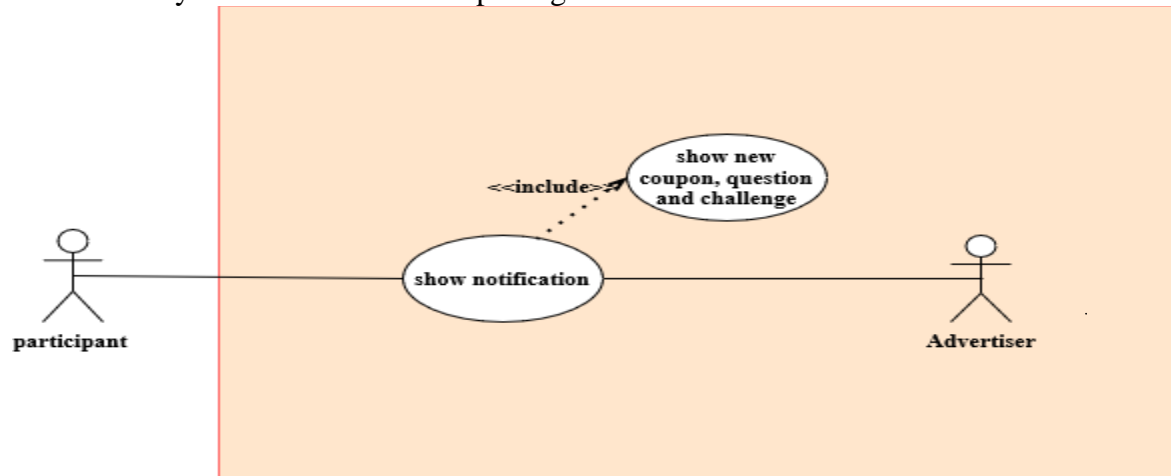 show new
coupon, question
and challenge
<<include>>
show notification
participant
Advertiser